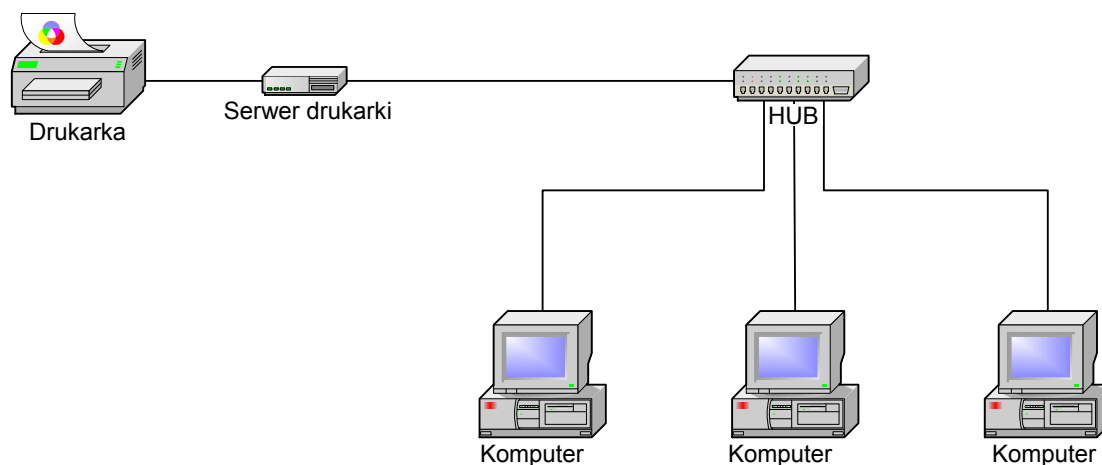 Drukarka
Serwer drukarki
HUB
Komputer
Komputer
Komputer